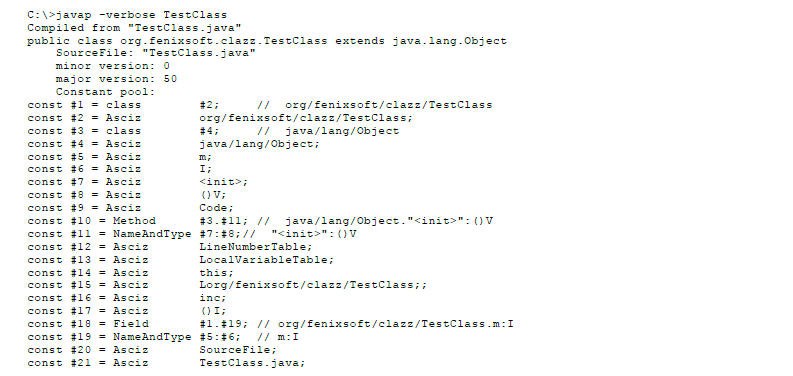 C:\>javap -verbose TestClass
Compiled from "TestClass.java"
public class org.fenixsoft.clazz.TestClass extends java.lang.Object
    SourceFile: "TestClass.java"
    minor version: 0
    major version: 50
    Constant pool:
const #1 = class        #2;     //  org/fenixsoft/clazz/TestClass
const #2 = Asciz        org/fenixsoft/clazz/TestClass;
const #3 = class        #4;     //  java/lang/Object
const #4 = Asciz        java/lang/Object;
const #5 = Asciz        m;
const #6 = Asciz        I;
const #7 = Asciz        <init>;
const #8 = Asciz        ()V;
const #9 = Asciz        Code;
const #10 = Method      #3.#11; //  java/lang/Object."<init>":()V
const #11 = NameAndType #7:#8;//  "<init>":()V
const #12 = Asciz       LineNumberTable;
const #13 = Asciz       LocalVariableTable;
const #14 = Asciz       this;
const #15 = Asciz       Lorg/fenixsoft/clazz/TestClass;;
const #16 = Asciz       inc;
const #17 = Asciz       ()I;
const #18 = Field       #1.#19; // org/fenixsoft/clazz/TestClass.m:I
const #19 = NameAndType #5:#6;  // m:I
const #20 = Asciz       SourceFile;
const #21 = Asciz       TestClass.java;